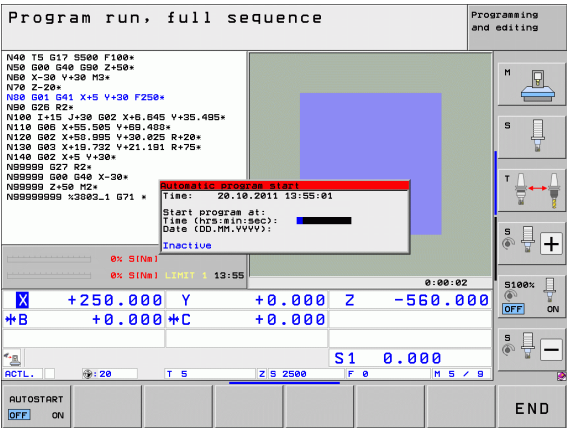 Program run, full sequence
Programming
and editing
N40 T5 G17 S500 F100*
N50 G00 G40 G90 Z+50*
N60 X-30 Y+30 M3*
N70 Z-20*
N80 G01 G41 X+5 Y+30 F250*
N90 G26 R2*
N100 I+15 J+30 G02 X+6.645 Y+35.495*
N110 G06 X+55.505 Y+69.488*
N120 G02 X+58.995 Y+30.025 R+20*
N130 G03 X+19.732 Y+21.191 R+75*
N140 G02 X+5 Y+30*
N99999 G27 R2*
N99999 G00 G40 X-30*
N99999 Z+50 M2*
N99999999 %3803_1 G71 *
Automatic program start
Time: 20.10.2011 13:55:01
Start program at:
Time (hrs:min:sec):
Date (DD.MM.YYYY):
Inactive
0% S[Nm]
0% S[Nm] LIMIT 1 13:55
0:00:02
X +250.000 Y +0.000 Z -560.000
B +0.000 C +0.000
S1 0.000
ACTL. :20 T 5 Z S 2500 F 0 M 5 / 9
M
S
T
S
+
S100%
OFF ON
S
−
AUTOSTART
OFF ON
END